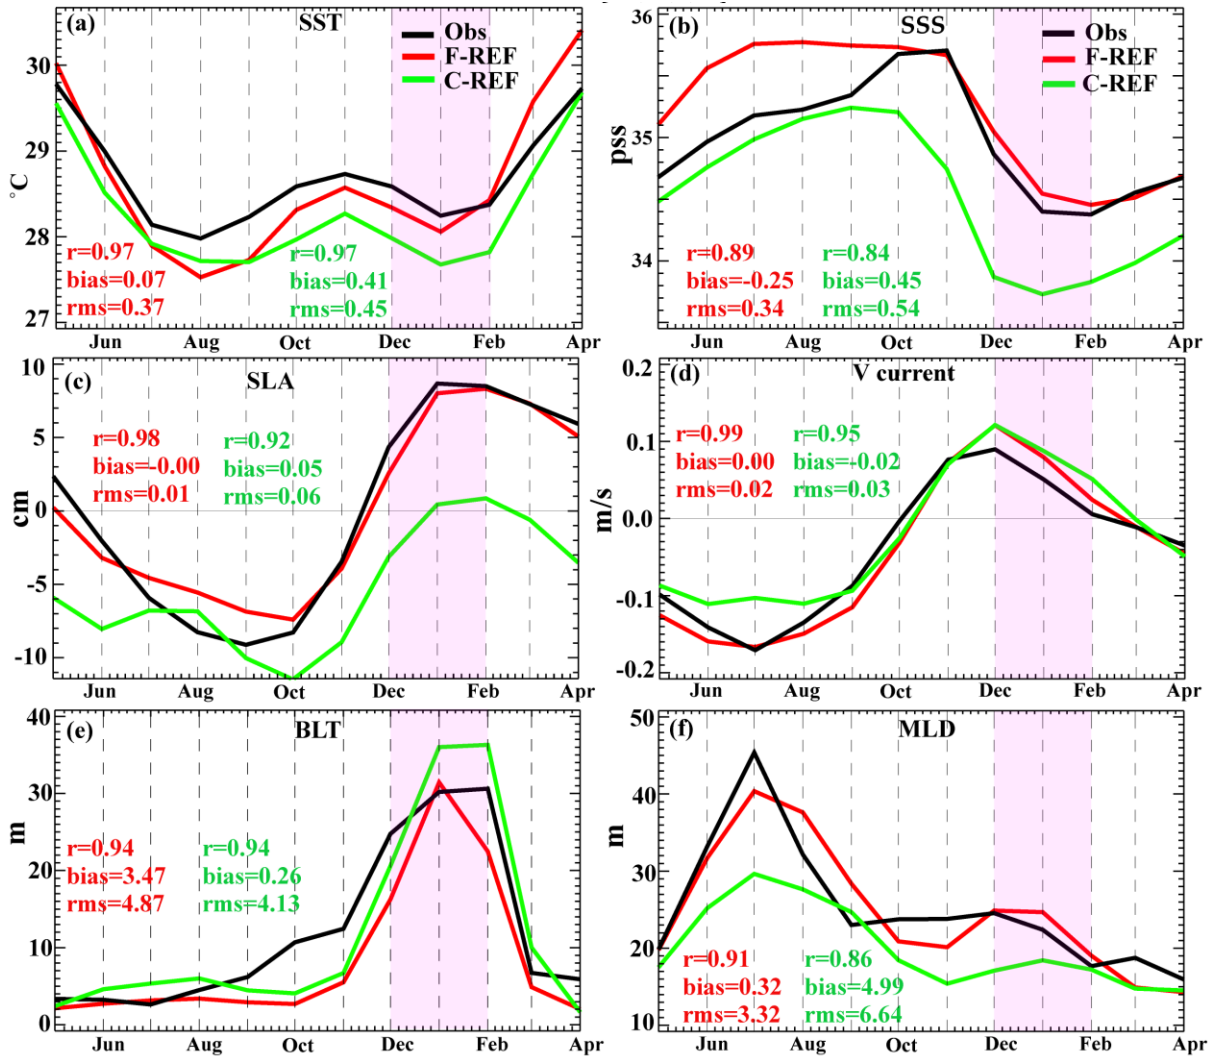 (a)
SST
Obs
F-REF
C-REF
30
29
28
27
°C
r=0.97
bias=0.07
rms=0.37
r=0.97
bias=0.41
rms=0.45
Jun
Aug
Oct
Dec
Feb
Apr
(b)
SSS
Obs
F-REF
C-REF
36
35
34
pss
r=0.89
bias=-0.25
rms=0.34
r=0.84
bias=0.45
rms=0.54
Jun
Aug
Oct
Dec
Feb
Apr
(c)
SLA
10
5
0
-5
-10
cm
r=0.98
bias=-0.00
rms=0.01
r=0.92
bias=0.05
rms=0.06
Jun
Aug
Oct
Dec
Feb
Apr
(d)
V current
0.2
0.1
0.0
-0.1
-0.2
m/s
r=0.99
bias=0.00
rms=0.02
r=0.95
bias=-0.02
rms=0.03
Jun
Aug
Oct
Dec
Feb
Apr
(e)
BLT
40
30
20
10
0
m
r=0.94
bias=3.47
rms=4.87
r=0.94
bias=0.26
rms=4.13
Jun
Aug
Oct
Dec
Feb
Apr
(f)
MLD
50
40
30
20
10
m
r=0.91
bias=0.32
rms=3.32
r=0.86
bias=4.99
rms=6.64
Jun
Aug
Oct
Dec
Feb
Apr